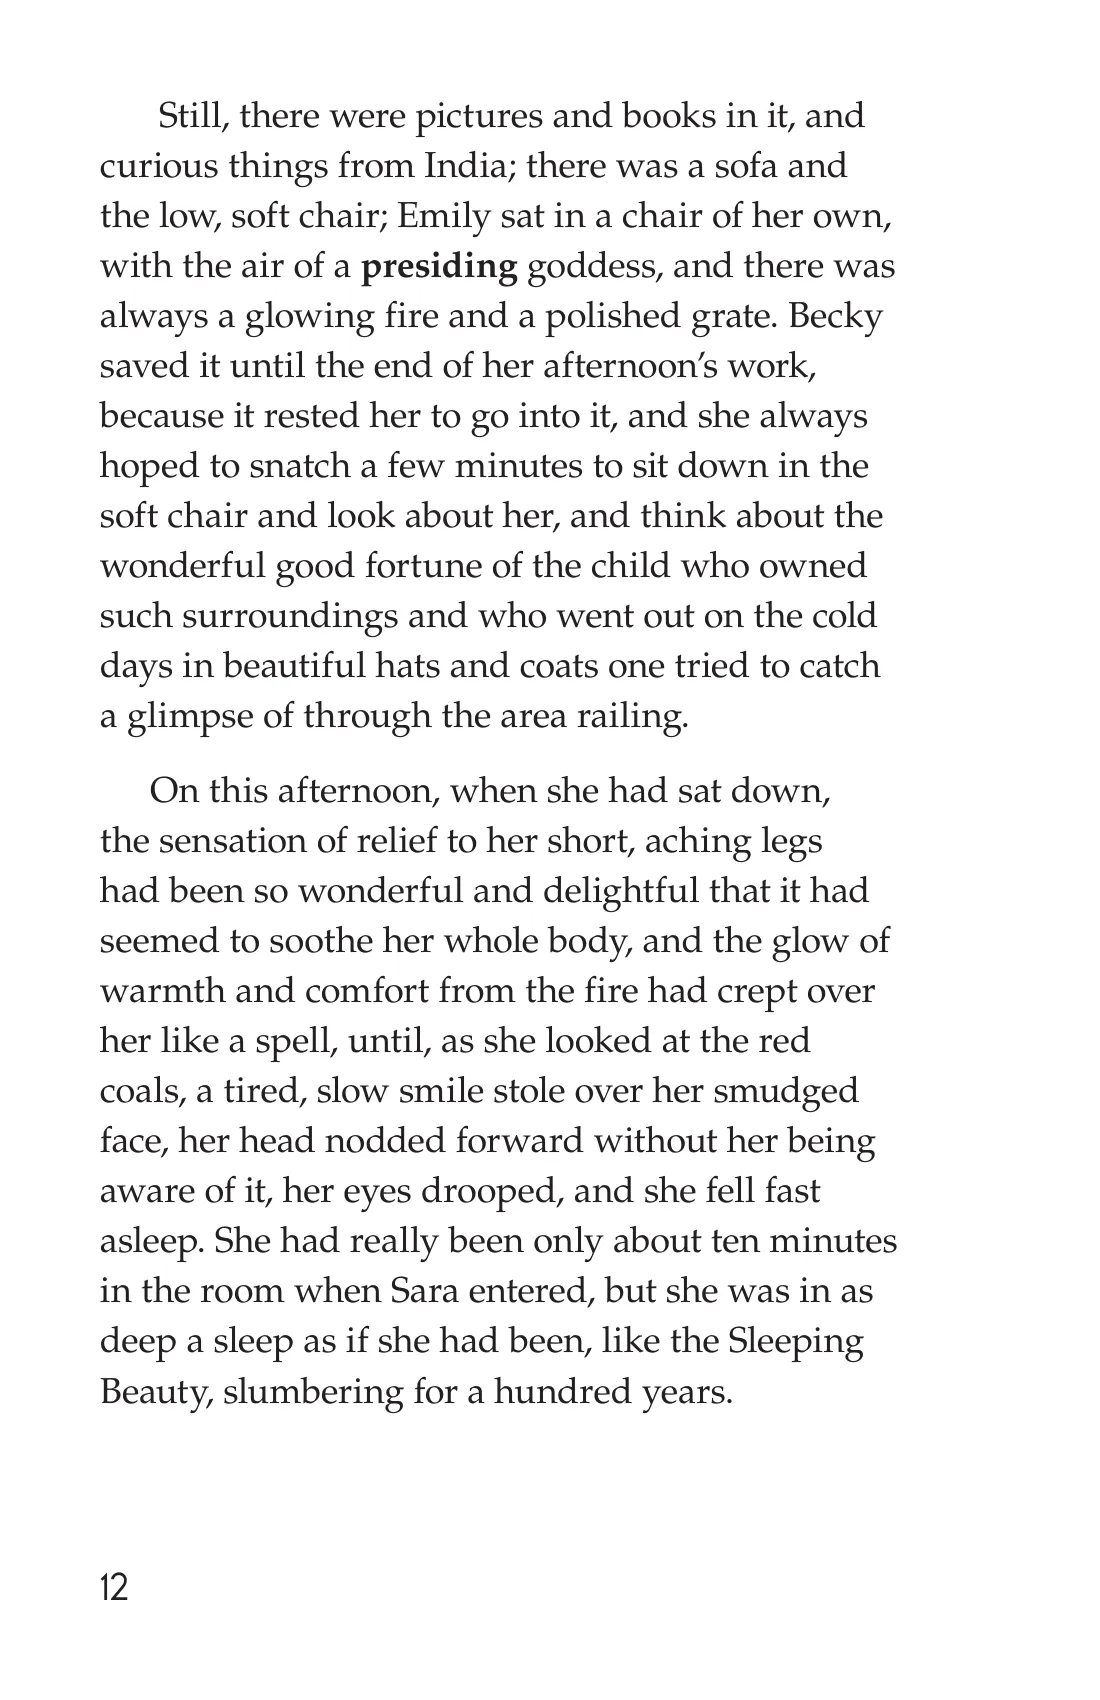 Still, there were pictures and books in it, and
curious things from India; there was a sofa and
the low, soft chair; Emily sat in a chair of her own,
with the air of a presiding goddess, and there was
always a glowing fire and a polished grate. Becky
saved it until the end of her afternoon’s work,
because it rested her to go into it, and she always
hoped to snatch a few minutes to sit down in the
soft chair and look about her, and think about the
wonderful good fortune of the child who owned
such surroundings and who went out on the cold
days in beautiful hats and coats one tried to catch
a glimpse of through the area railing.
On this afternoon, when she had sat down,
the sensation of relief to her short, aching legs
had been so wonderful and delightful that it had
seemed to soothe her whole body, and the glow of
warmth and comfort from the fire had crept over
her like a spell, until, as she looked at the red
coals, a tired, slow smile stole over her smudged
face, her head nodded forward without her being
aware of it, her eyes drooped, and she fell fast
asleep. She had really been only about ten minutes
in the room when Sara entered, but she was in as
deep a sleep as if she had been, like the Sleeping
Beauty, slumbering for a hundred years.
12